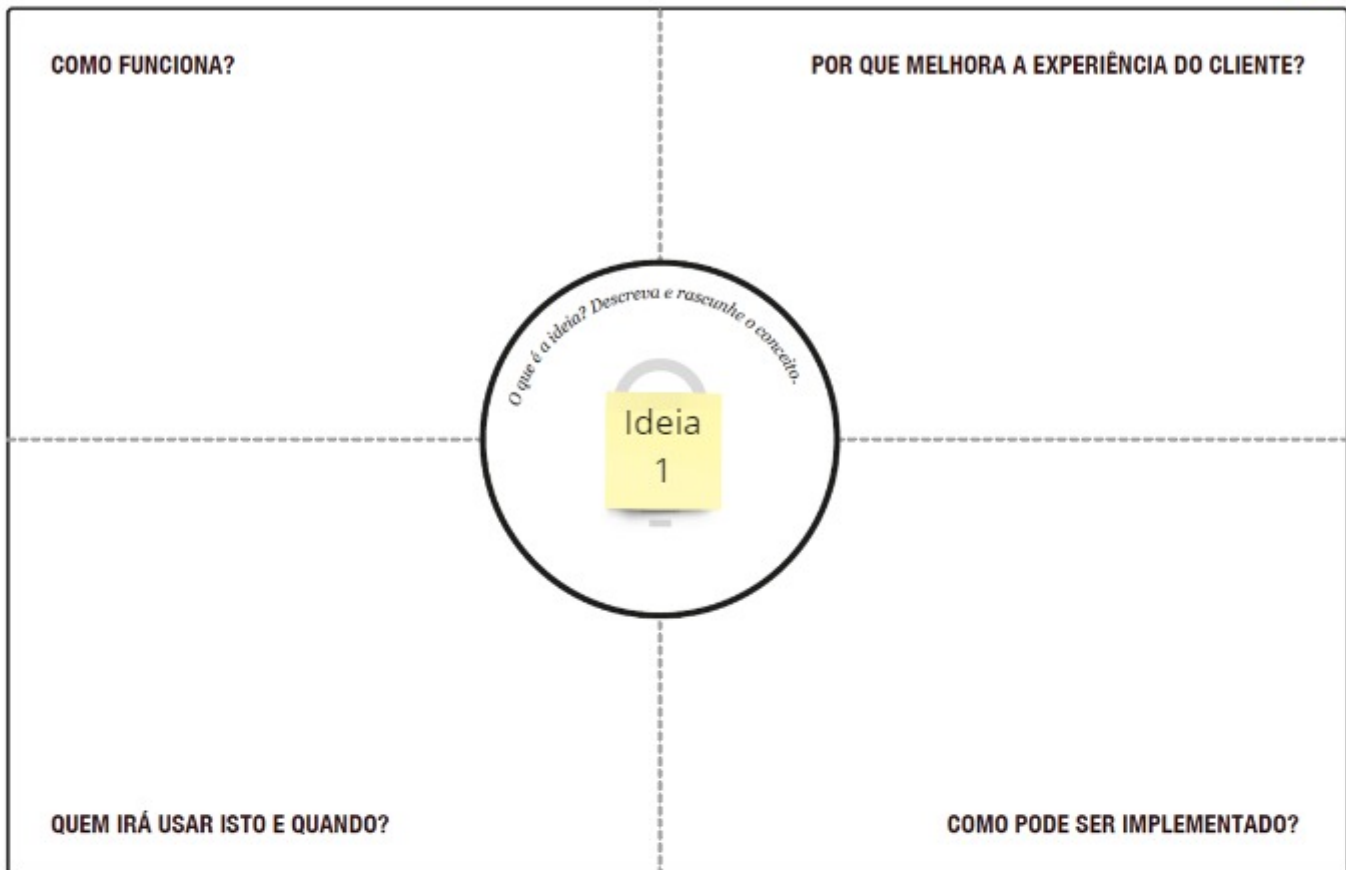 COMO FUNCIONA?
POR QUE MELHORA A EXPERIÊNCIA DO CLIENTE?
O que é a ideia? Descreva e rascunhe o conceito.
Ideia
1
QUEM IRÁ USAR ISTO E QUANDO?
COMO PODE SER IMPLEMENTADO?